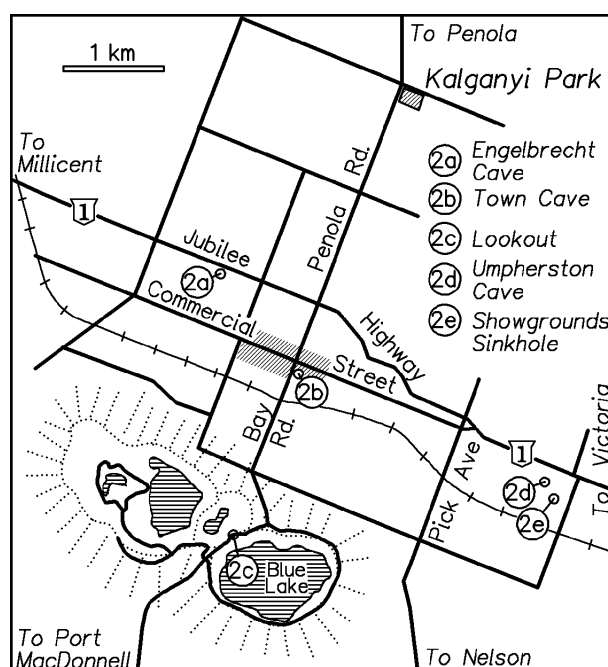 To Penola
1 km
Kalganyi Park
To
Millicent
Rd.
Penola
2a Engelbrecht
Cave
2b Town Cave
2c Lookout
2d Umpherston
Cave
2e Showgrounds
Sinkhole
1
Jubilee
Highway
2a
Commercial
Street
2b
Bay
Rd.
Pick
Ave
1
To Victoria
2d
2e
2c
Blue
Lake
To Port
MacDonnell
To Nelson